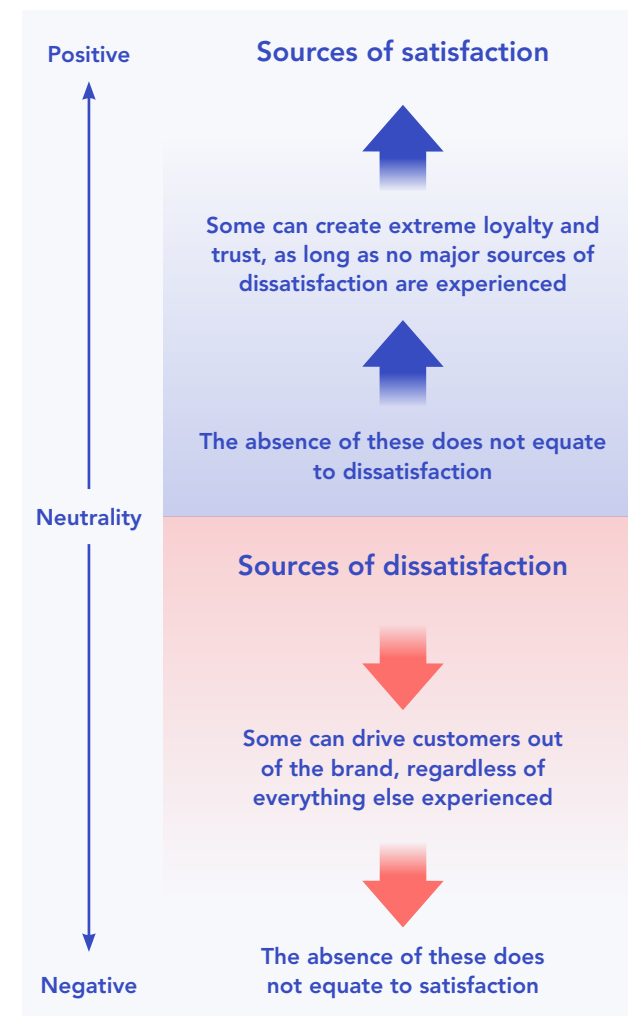 Positive
Sources of satisfaction
Some can create extreme loyalty and
trust, as long as no major sources of
dissatisfaction are experienced
The absence of these does not equate
to dissatisfaction
Neutrality
Sources of dissatisfaction
Some can drive customers out
of the brand, regardless of
everything else experienced
The absence of these does
not equate to satisfaction
Negative